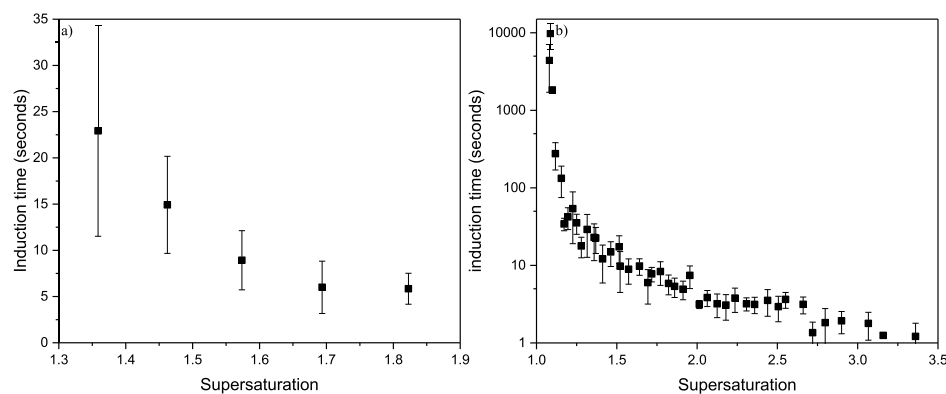 a)
35
30
25
20
15
10
5
0
Induction time (seconds)
1.3 1.4 1.5 1.6 1.7 1.8 1.9
Supersaturation
b)
10000
1000
100
10
1
induction time (seconds)
1.0 1.5 2.0 2.5 3.0 3.5
Supersaturation